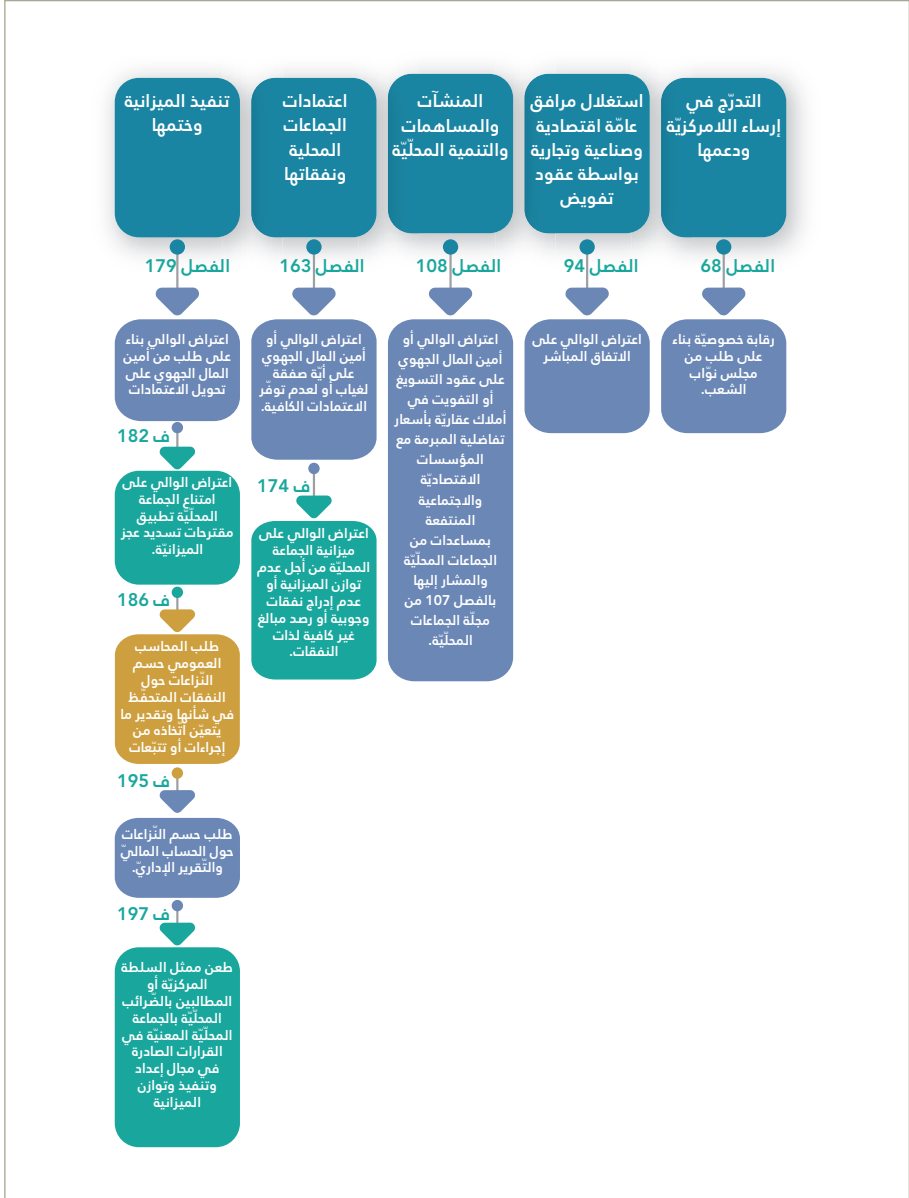 التدرّج في
إرساء اللامركزيّة
ودعمها
الفصل 68
رقابة خصوصيّة بناء
على طلب من
مجلس نوّاب
الشعب.
استغلال مرافق
عامّة اقتصادية
وصناعية وتجارية
بواسطة عقود
تفويض
الفصل 94
اعتراض الوالي على
الاتفاق المباشر
المنشآت
والمساهمات
والتنمية المحلّيّة
الفصل 108
اعتراض الوالي أو
أمين المال الجهوي
على عقود التسويغ
أو التفويت في
أملاك عقاريّة بأسعار
تفاضلية المبرمة مع
المؤسسات
الاقتصاديّة
والاجتماعية
المنتفعة
بمساعدات من
الجماعات المحلّيّة
والمشار إليها
بالفصل 107 من
مجلّة الجماعات
المحلّيّة.
اعتمادات
الجماعات
المحلية
ونفقاتها
الفصل 163
اعتراض الوالي أو
أمين المال الجهوي
على أيّة صفقة
لغياب أو لعدم توفّر
الاعتمادات الكافية.
ف 174
اعتراض الوالي على
ميزانية الجماعة
المحليّة من أجل عدم
توازن الميزانية أو
عدم إدراج نفقات
وجوبية أو رصد مبالغ
غير كافية لذات
النفقات.
تنفيذ الميزانية
وختمها
الفصل 179
اعتراض الوالي بناء
على طلب من أمين
المال الجهوي على
تحويل الاعتمادات
ف 182
اعتراض الوالي على
امتناع الجماعة
المحلّيّة تطبيق
مقترحات تسديد عجز
الميزانيّة.
ف 186
طلب المحاسب
العمومي حسم
النّزاعات حول
النفقات المتحفّظ
في شأنها وتقدير ما
يتعيّن اتّخاذه من
إجراءات أو تتبّعات
ف 195
طلب حسم النّزاعات
حول الحساب الماليّ
والتّقرير الإداريّ.
ف 197
طعن ممثل السلطة
المركزيّة أو
المطالبين بالضّرائب
المحلّيّة بالجماعة
المحلّيّة المعنيّة في
القرارات الصادرة
في مجال إعداد
وتنفيذ وتوازن
الميزانية